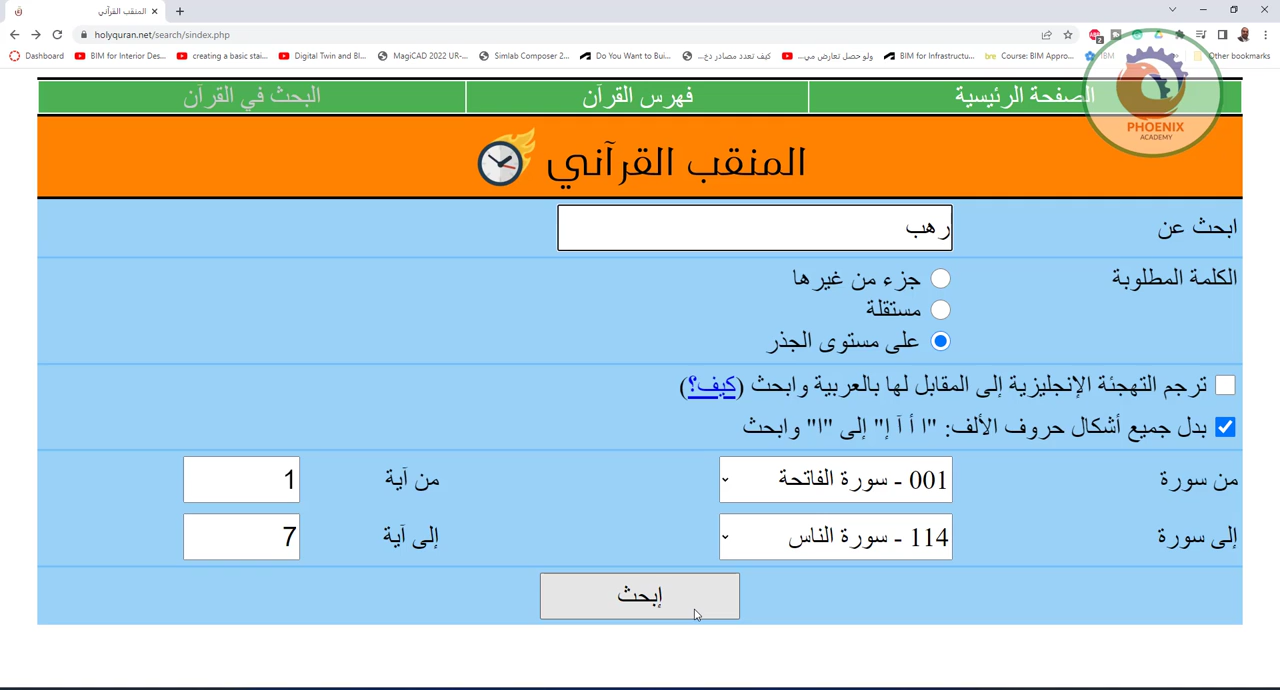 المنقب القرآني
holyquran.net/search/sindex.php
Dashboard
BIM for Interior Des...
creating a basic stai...
Digital Twin and Bl...
MagiCAD 2022 UR-...
Simlab Composer 2...
Do You Want to Bui...
كيف تعدد مصادر دخ...
ولو حصل تعارض مي...
BIM for Infrastructu...
Course: BIM Appro...
IBM
Other bookmarks
الصفحة الرئيسية
فهرس القرآن
البحث في القرآن
PHOENIX
ACADEMY
المنقب القرآني
ابحث عن
رهب
الكلمة المطلوبة
جزء من غيرها
مستقلة
على مستوى الجذر
ترجم التهجئة الإنجليزية إلى المقابل لها بالعربية وابحث (كيف؟)
بدل جميع أشكال حروف الألف: "ا أ آ إ" إلى "ا" وابحث
من سورة 001 - سورة الفاتحة من آية 1
إلى سورة 114 - سورة الناس إلى آية 7
إبحث